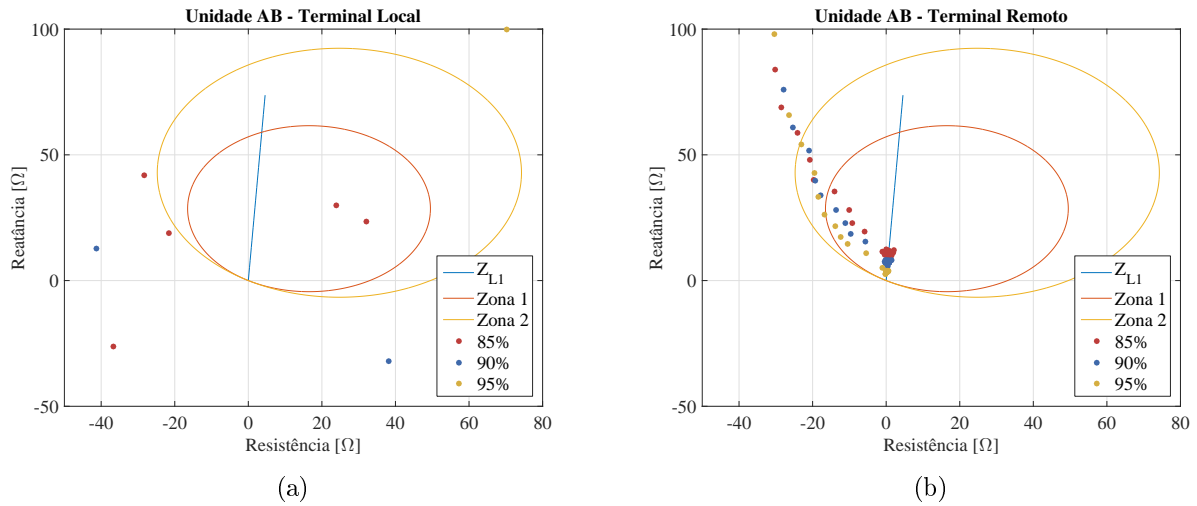 Unidade AB - Terminal Local
100
50
0
-50
-40
-20
0
20
40
60
80
Reatância [Ω]
Resistência [Ω]
Z_L1
Zona 1
Zona 2
85%
90%
95%
(a)
Unidade AB - Terminal Remoto
100
50
0
-50
-40
-20
0
20
40
60
80
Reatância [Ω]
Resistência [Ω]
Z_L1
Zona 1
Zona 2
85%
90%
95%
(b)